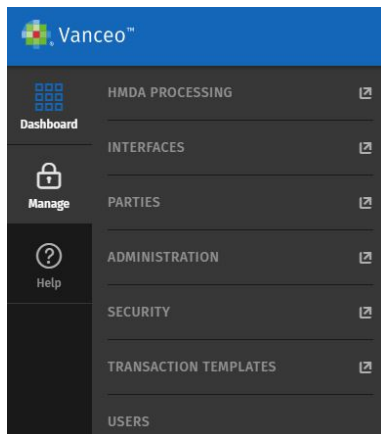 Vanceo™
HMDA PROCESSING
Dashboard
INTERFACES
Manage
PARTIES
ADMINISTRATION
Help
SECURITY
TRANSACTION TEMPLATES
USERS